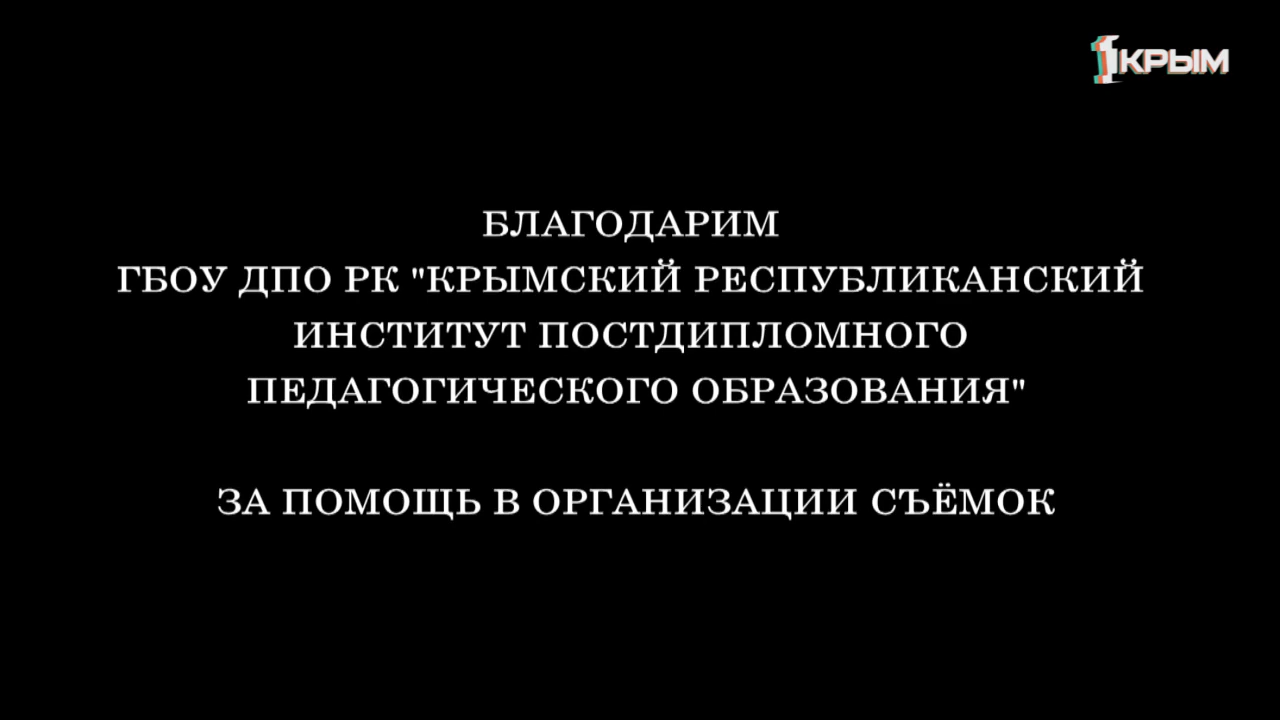 1КРЫМ
БЛАГОДАРИМ
ГБОУ ДПО РК "КРЫМСКИЙ РЕСПУБЛИКАНСКИЙ
ИНСТИТУТ ПОСТДИПЛОМНОГО
ПЕДАГОГИЧЕСКОГО ОБРАЗОВАНИЯ"
ЗА ПОМОЩЬ В ОРГАНИЗАЦИИ СЪЁМОК